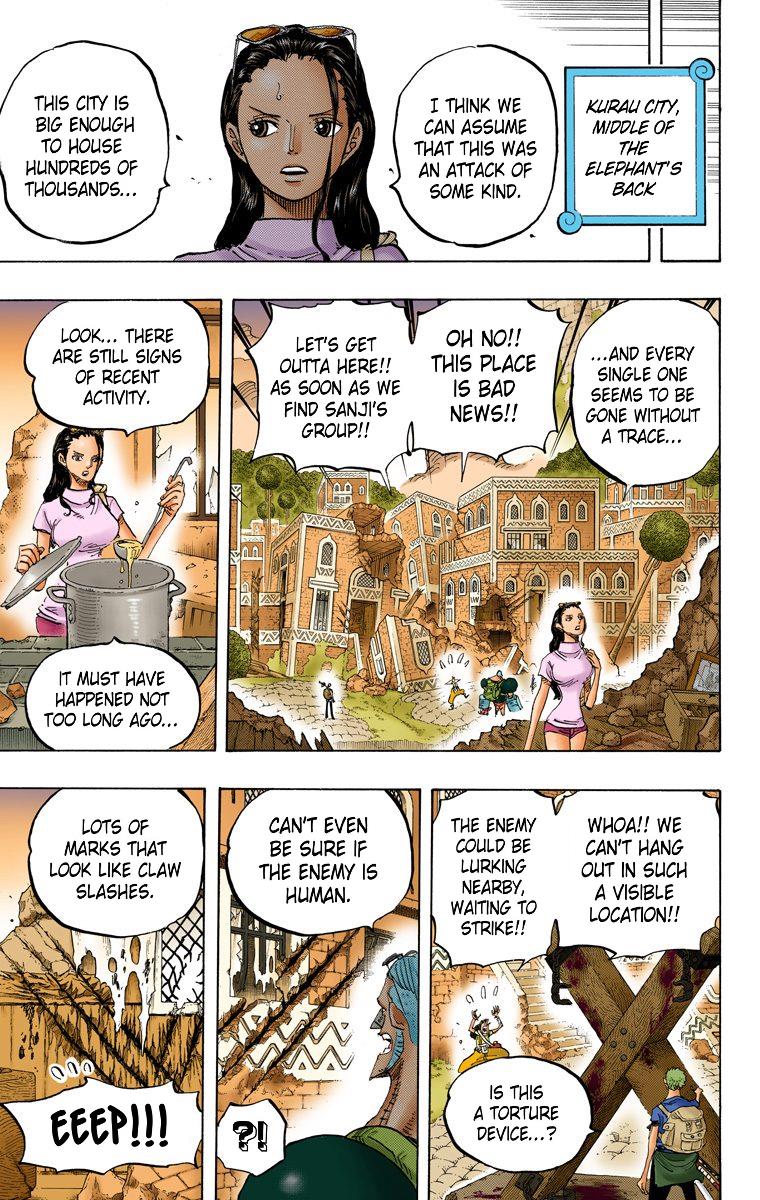 KURAU CITY,
MIDDLE OF
THE
ELEPHANT'S
BACK
I THINK WE
CAN ASSUME
THAT THIS WAS
AN ATTACK OF
SOME KIND.
THIS CITY IS
BIG ENOUGH
TO HOUSE
HUNDREDS OF
THOUSANDS...
...AND EVERY
SINGLE ONE
SEEMS TO BE
GONE WITHOUT
A TRACE...
OH NO!!
THIS PLACE
IS BAD
NEWS!!
LET'S GET
OUTTA HERE!!
AS SOON AS WE
FIND SANJI'S
GROUP!!
LOOK... THERE
ARE STILL SIGNS
OF RECENT
ACTIVITY.
IT MUST HAVE
HAPPENED NOT
TOO LONG AGO...
WHOA!! WE
CAN'T HANG
OUT IN SUCH
A VISIBLE
LOCATION!!
THE ENEMY
COULD BE
LURKING
NEARBY,
WAITING TO
STRIKE!!
IS THIS
A TORTURE
DEVICE...?
CAN'T EVEN
BE SURE IF
THE ENEMY IS
HUMAN.
?!
LOTS OF
MARKS THAT
LOOK LIKE CLAW
SLASHES.
EEEP!!!